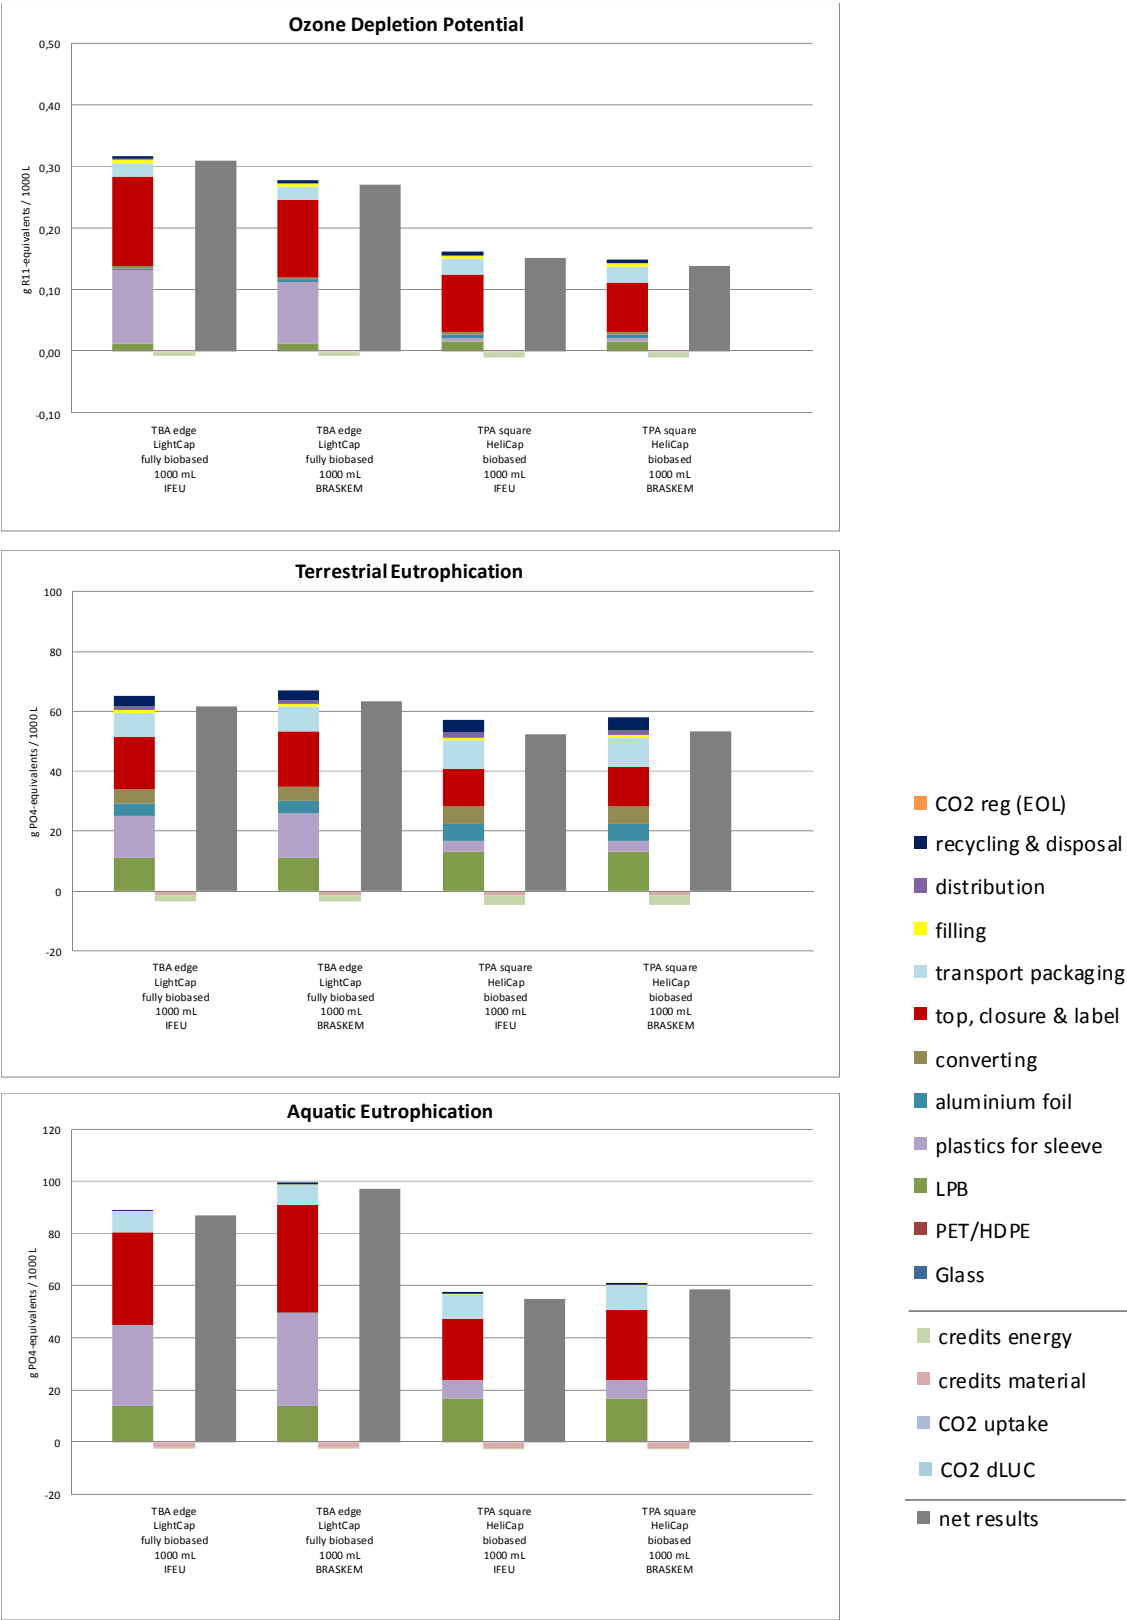 Ozone Depletion Potential
0,50
0,40
0,30
0,20
0,10
0,00
-0,10
g R11-equivalents / 1000 L
TBA edge
LightCap
fully biobased
1000 mL
IFEU
TBA edge
LightCap
fully biobased
1000 mL
BRASKEM
TPA square
HeliCap
biobased
1000 mL
IFEU
TPA square
HeliCap
biobased
1000 mL
BRASKEM
Terrestrial Eutrophication
100
80
60
40
20
0
-20
g PO4-equivalents / 1000 L
TBA edge
LightCap
fully biobased
1000 mL
IFEU
TBA edge
LightCap
fully biobased
1000 mL
BRASKEM
TPA square
HeliCap
biobased
1000 mL
IFEU
TPA square
HeliCap
biobased
1000 mL
BRASKEM
Aquatic Eutrophication
120
100
80
60
40
20
0
-20
g PO4-equivalents / 1000 L
TBA edge
LightCap
fully biobased
1000 mL
IFEU
TBA edge
LightCap
fully biobased
1000 mL
BRASKEM
TPA square
HeliCap
biobased
1000 mL
IFEU
TPA square
HeliCap
biobased
1000 mL
BRASKEM
CO2 reg (EOL)
recycling & disposal
distribution
filling
transport packaging
top, closure & label
converting
aluminium foil
plastics for sleeve
LPB
PET/HDPE
Glass
credits energy
credits material
CO2 uptake
CO2 dLUC
net results